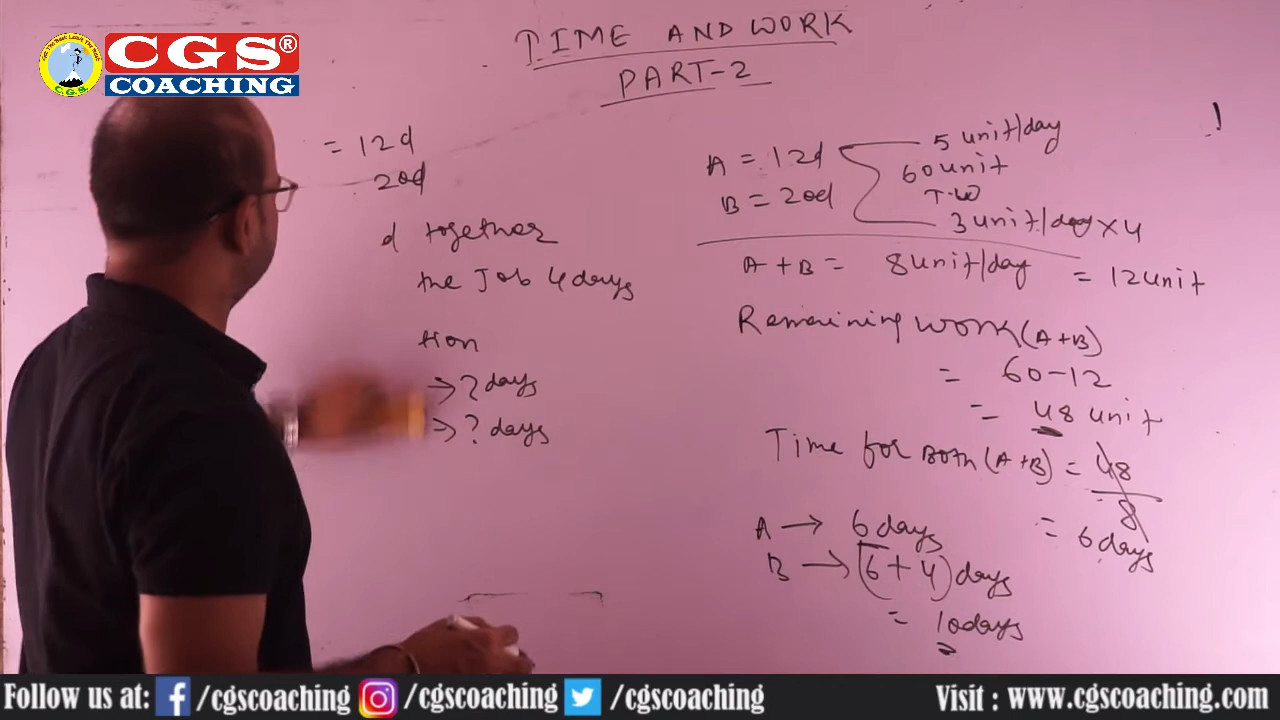 CGS®
COACHING
C.G.S.
TIME AND WORK
PART-2
= 12d
20d
d together
the Job 4 days
tion
→ ? days
→ ? days
A = 12d
B = 20d
5 unit/day
60 unit
T.W
3 unit/day × 4
A + B = 8 unit/day = 12 unit
Remaining work (A+B)
= 60-12
= 48 unit
Time for Both (A+B) = 48
8
= 6 days
A → 6 days
B → (6+4) days
= 10 days
Follow us at: /cgscoaching /cgscoaching /cgscoaching Visit : www.cgscoaching.com